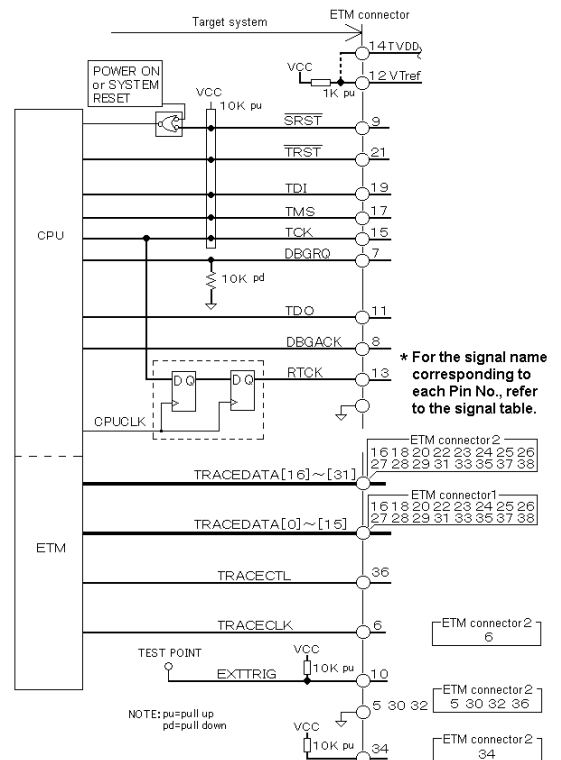 Target system
ETM connector
14 TVDD
VCC
12 VTref
1K pu
POWER ON
or SYSTEM
RESET
VCC
10K pu
SRST
9
TRST
21
TDI
19
TMS
17
CPU
TCK
15
DBGRQ
7
10K pd
TDO
11
DBGACK
8
* For the signal name
corresponding to
each Pin No., refer
to the signal table.
RTCK
13
D Q
D Q
CPUCLK
ETM connector2
16 18 20 22 23 24 25 26
27 28 29 31 33 35 37 38
TRACEDATA[16]～[31]
ETM connector1
16 18 20 22 23 24 25 26
27 28 29 31 33 35 37 38
TRACEDATA[0]～[15]
ETM
TRACECTL
36
TRACECLK
6
ETM connector2
6
TEST POINT
VCC
10K pu
EXTTRIG
10
ETM connector2
5 30 32 36
5 30 32
NOTE: pu=pull up
pd=pull down
VCC
10K pu
34
ETM connector2
34